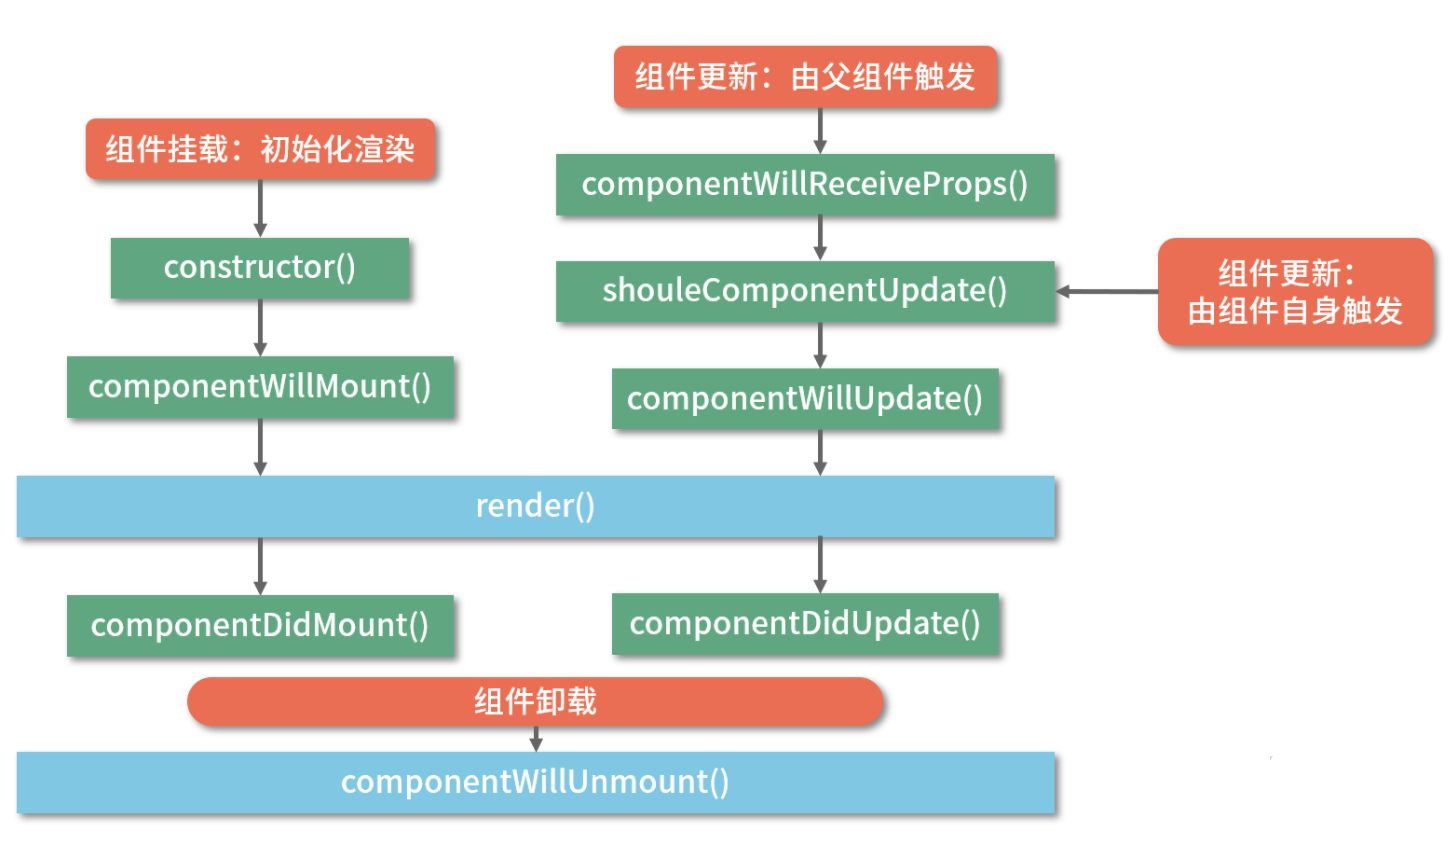 组件挂载：初始化渲染
constructor()
componentWillMount()
组件更新：由父组件触发
componentWillReceiveProps()
shouleComponentUpdate()
组件更新：
由组件自身触发
componentWillUpdate()
render()
componentDidMount()
componentDidUpdate()
组件卸载
componentWillUnmount()